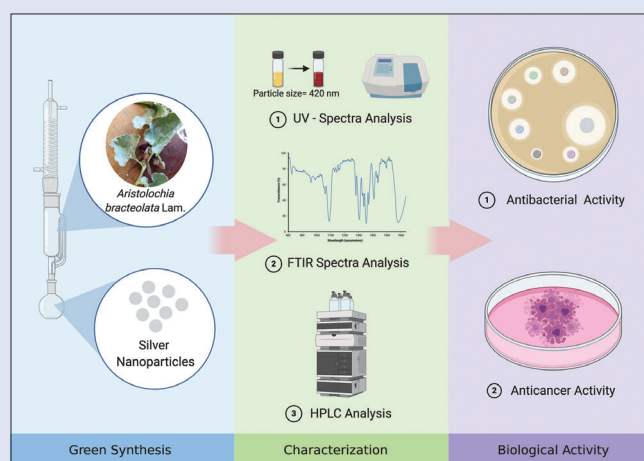 Aristolochia
bracteolata Lam.
Silver
Nanoparticles
Green Synthesis
Particle size= 420 nm
1 UV - Spectra Analysis
2 FTIR Spectra Analysis
3 HPLC Analysis
Characterization
1 Antibacterial Activity
2 Anticancer Activity
Biological Activity